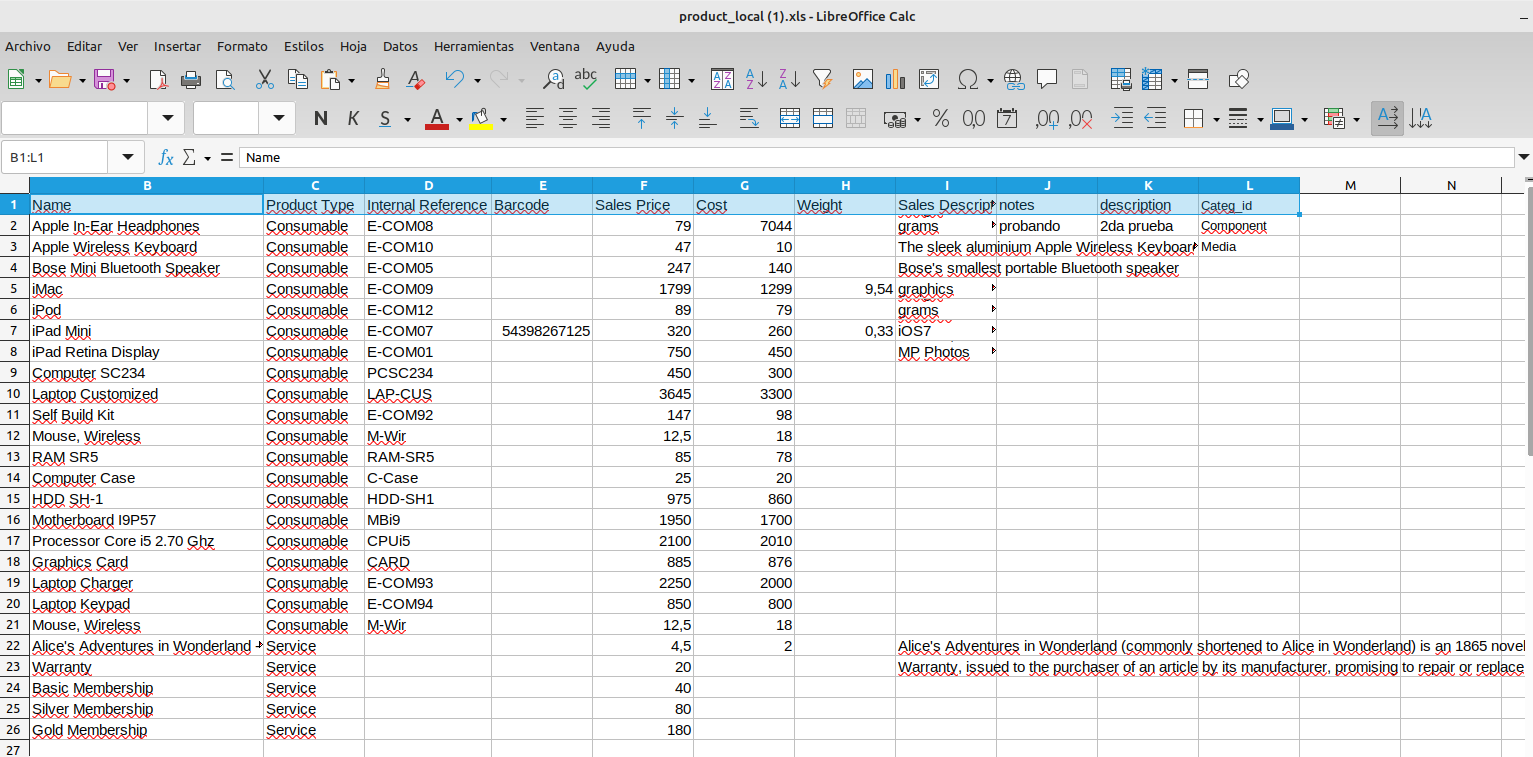 product_local (1).xls - LibreOffice Calc
Archivo Editar Ver Insertar Formato Estilos Hoja Datos Herramientas Ventana Ayuda
B1:L1 Name
B C D E F G H I J K L M N
1 Name Product Type Internal Reference Barcode Sales Price Cost Weight Sales Descript notes description Categ_id
2 Apple In-Ear Headphones Consumable E-COM08 79 7044 grams probando 2da prueba Component
3 Apple Wireless Keyboard Consumable E-COM10 47 10 The sleek aluminium Apple Wireless Keyboar Media
4 Bose Mini Bluetooth Speaker Consumable E-COM05 247 140 Bose's smallest portable Bluetooth speaker
5 iMac Consumable E-COM09 1799 1299 9,54 graphics
6 iPod Consumable E-COM12 89 79 grams
7 iPad Mini Consumable E-COM07 54398267125 320 260 0,33 iOS7
8 iPad Retina Display Consumable E-COM01 750 450 MP Photos
9 Computer SC234 Consumable PCSC234 450 300
10 Laptop Customized Consumable LAP-CUS 3645 3300
11 Self Build Kit Consumable E-COM92 147 98
12 Mouse, Wireless Consumable M-Wir 12,5 18
13 RAM SR5 Consumable RAM-SR5 85 78
14 Computer Case Consumable C-Case 25 20
15 HDD SH-1 Consumable HDD-SH1 975 860
16 Motherboard I9P57 Consumable MBi9 1950 1700
17 Processor Core i5 2.70 Ghz Consumable CPUi5 2100 2010
18 Graphics Card Consumable CARD 885 876
19 Laptop Charger Consumable E-COM93 2250 2000
20 Laptop Keypad Consumable E-COM94 850 800
21 Mouse, Wireless Consumable M-Wir 12,5 18
22 Alice's Adventures in Wonderland - Service 4,5 2 Alice's Adventures in Wonderland (commonly shortened to Alice in Wonderland) is an 1865 novel
23 Warranty Service 20 Warranty, issued to the purchaser of an article by its manufacturer, promising to repair or replace
24 Basic Membership Service 40
25 Silver Membership Service 80
26 Gold Membership Service 180
27